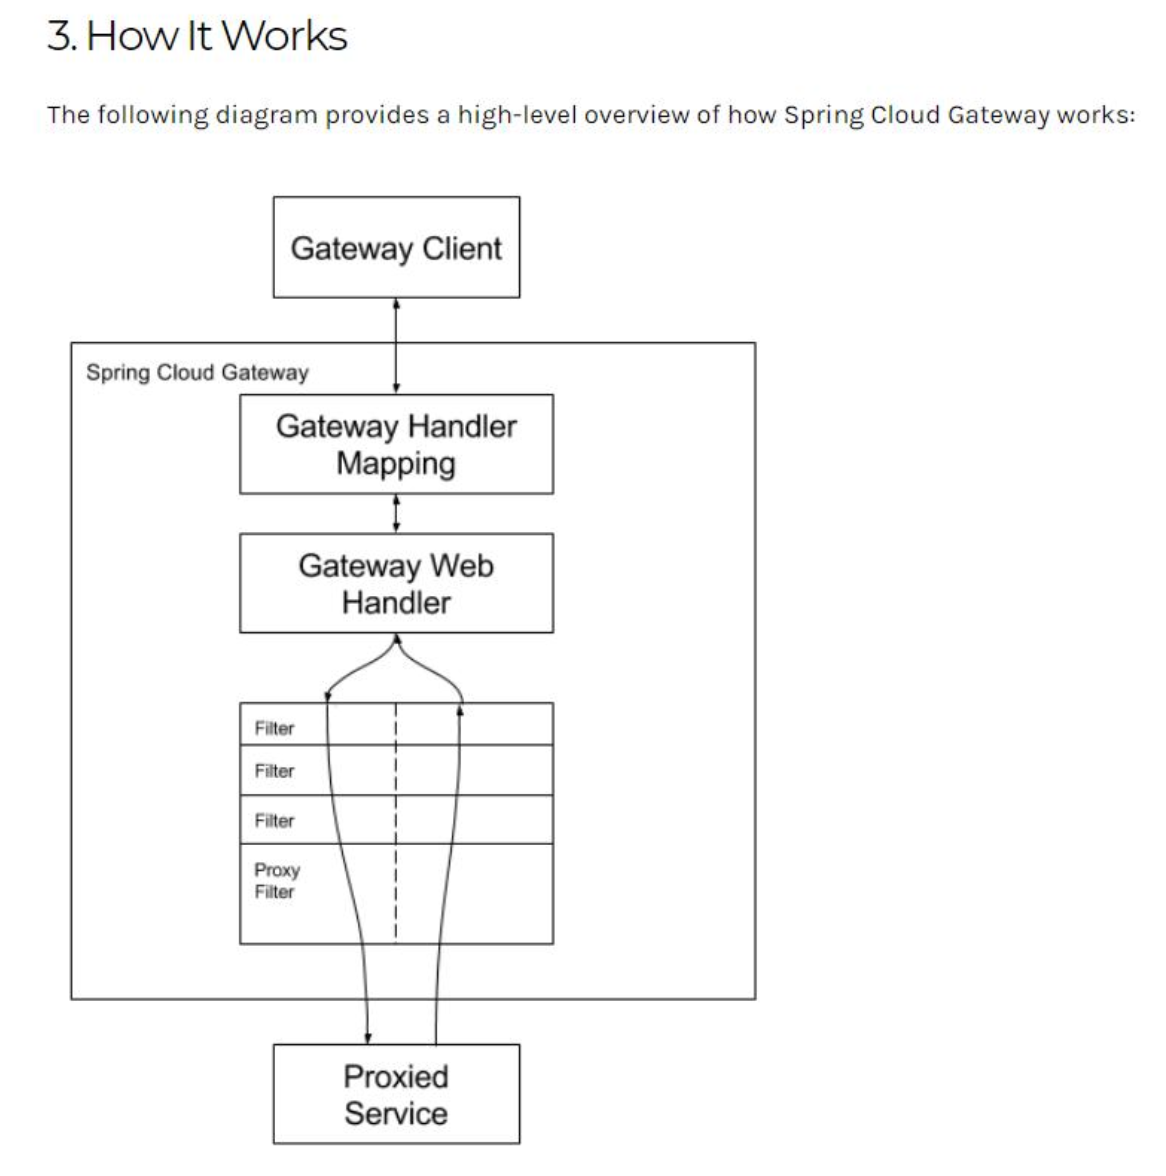 3. How It Works
The following diagram provides a high-level overview of how Spring Cloud Gateway works:
Gateway Client
Spring Cloud Gateway
Gateway Handler
Mapping
Gateway Web
Handler
Filter
Filter
Filter
Proxy
Filter
Proxied
Service